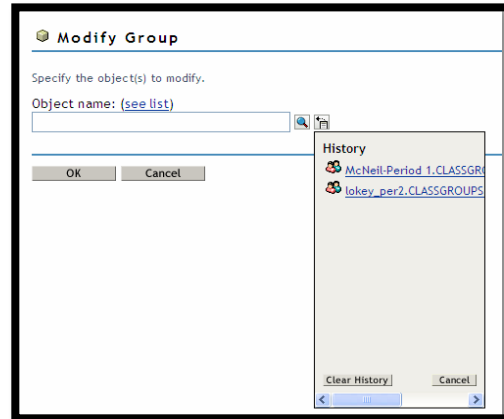 Modify Group
Specify the object(s) to modify.
Object name: (see list)
OK Cancel
History
McNeil-Period 1.CLASSGR
lokey_per2.CLASSGROUPS
Clear History Cancel